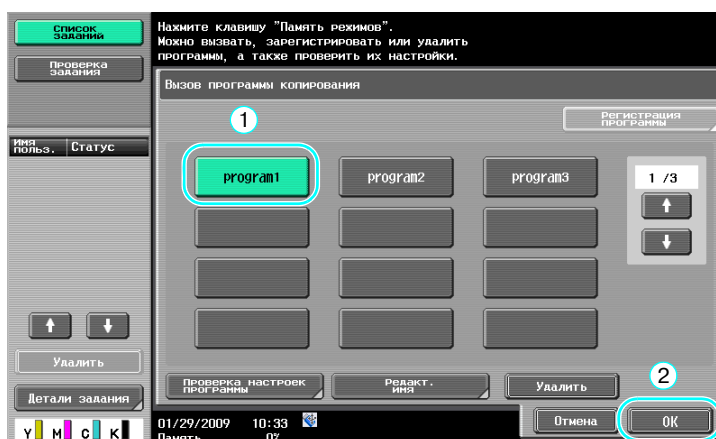 Список
заданий
Проверка
задания
Имя
польз.
Статус
Удалить
Детали задания
Y M C K
Нажмите клавишу "Память режимов".
Можно вызвать, зарегистрировать или удалить
программы, а также проверить их настройки.
Вызов программы копирования
1
Регистрация
программы
program1 program2 program3
1 /3
Проверка настроек
программы
Редакт.
имя
Удалить
2
01/29/2009 10:33
Память 0%
Отмена
OK